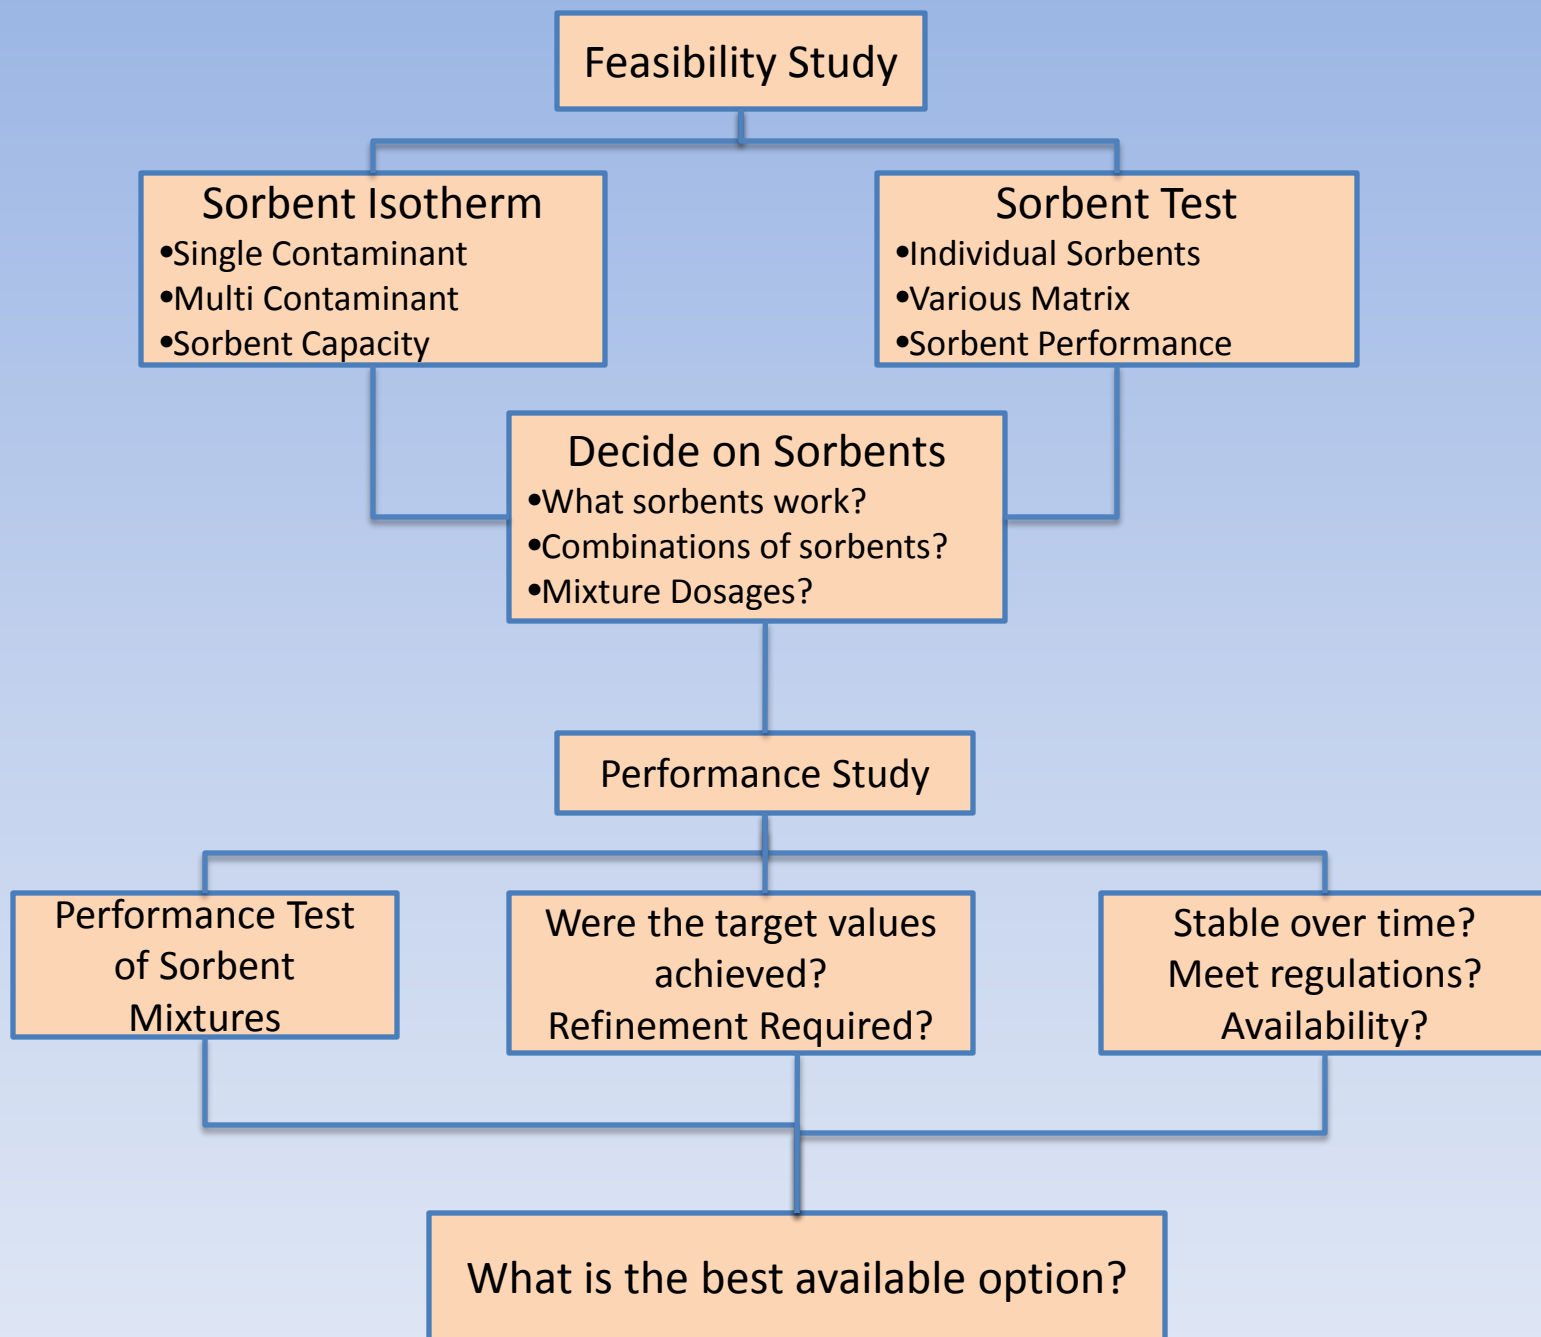 Feasibility Study
Sorbent Isotherm
•Single Contaminant
•Multi Contaminant
•Sorbent Capacity
Sorbent Test
•Individual Sorbents
•Various Matrix
•Sorbent Performance
Decide on Sorbents
•What sorbents work?
•Combinations of sorbents?
•Mixture Dosages?
Performance Study
Performance Test
of Sorbent
Mixtures
Were the target values
achieved?
Refinement Required?
Stable over time?
Meet regulations?
Availability?
What is the best available option?